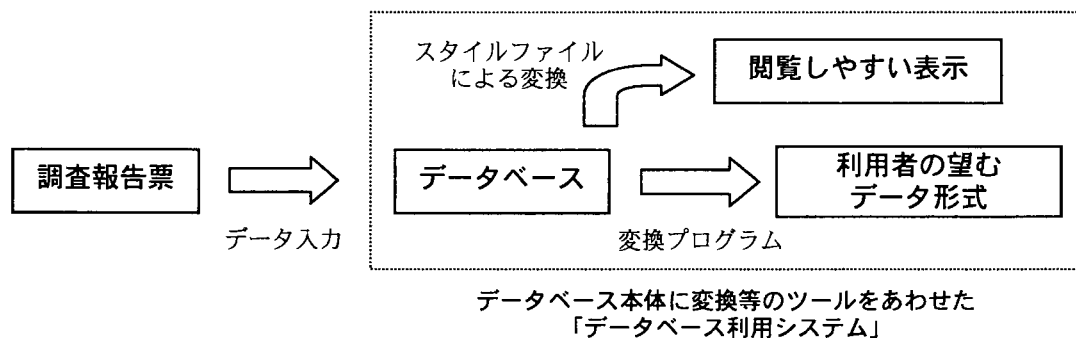 スタイルファイル
による変換
閲覧しやすい表示
調査報告票
データ入力
データベース
変換プログラム
利用者の望む
データ形式
データベース本体に変換等のツールをあわせた
「データベース利用システム」